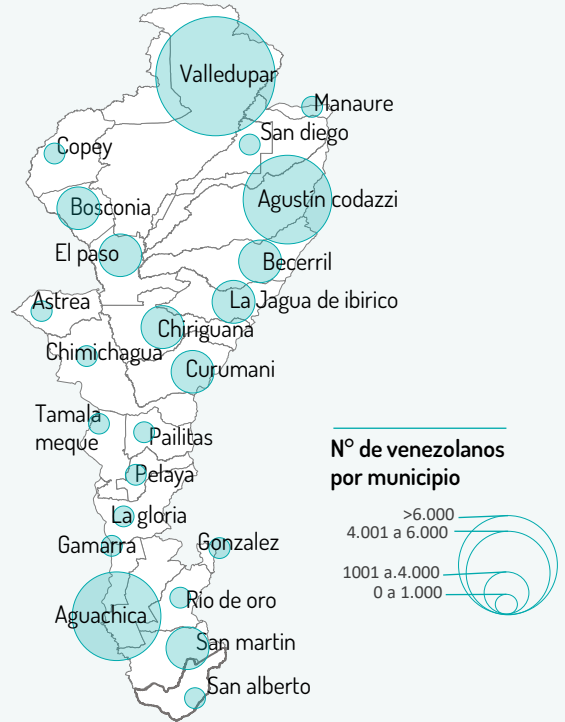 Valledupar
Manaure
San diego
Copey
Agustín codazzi
Bosconia
El paso
Becerril
Astrea
La Jagua de ibirico
Chiriguana
Chimichagua
Curumani
Tamala
meque
Pailitas
Pelaya
La gloria
Gamarra
Gonzalez
Rio de oro
Aguachica
San martin
San alberto
N° de venezolanos
por municipio
>6.000
4.001 a 6.000
1001 a.4.000
0 a 1.000